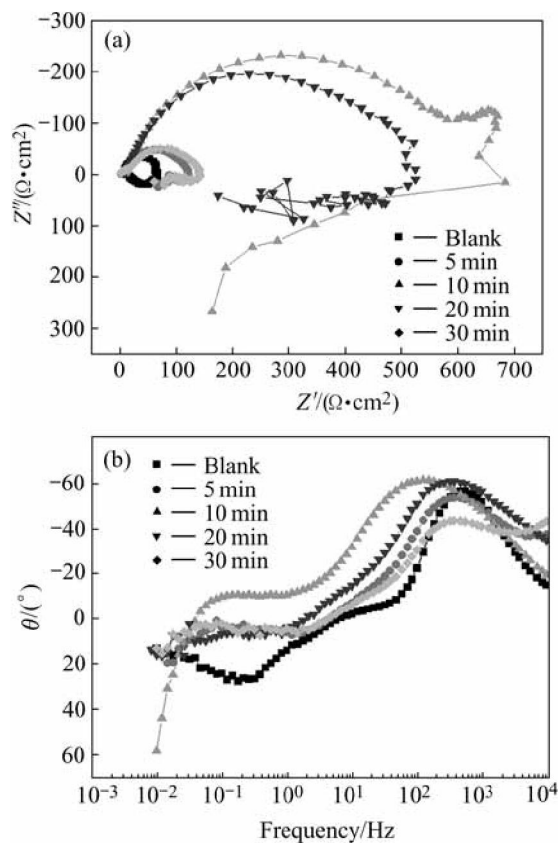 (a)
−300
−200
−100
0
100
200
300
Z″/(Ω•cm²)
Blank
5 min
10 min
20 min
30 min
0 100 200 300 400 500 600 700
Z′/(Ω•cm²)
(b)
Blank
5 min
10 min
20 min
30 min
−60
−40
−20
0
20
40
60
θ/(°)
10⁻³ 10⁻² 10⁻¹ 10⁰ 10¹ 10² 10³ 10⁴
Frequency/Hz